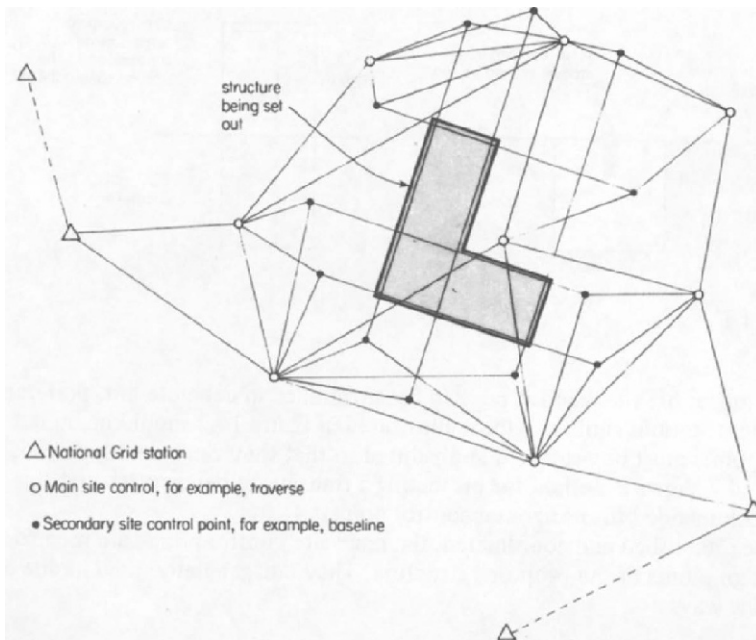 structure
being set
out
National Grid station
Main site control, for example, traverse
Secondary site control point, for example, baseline